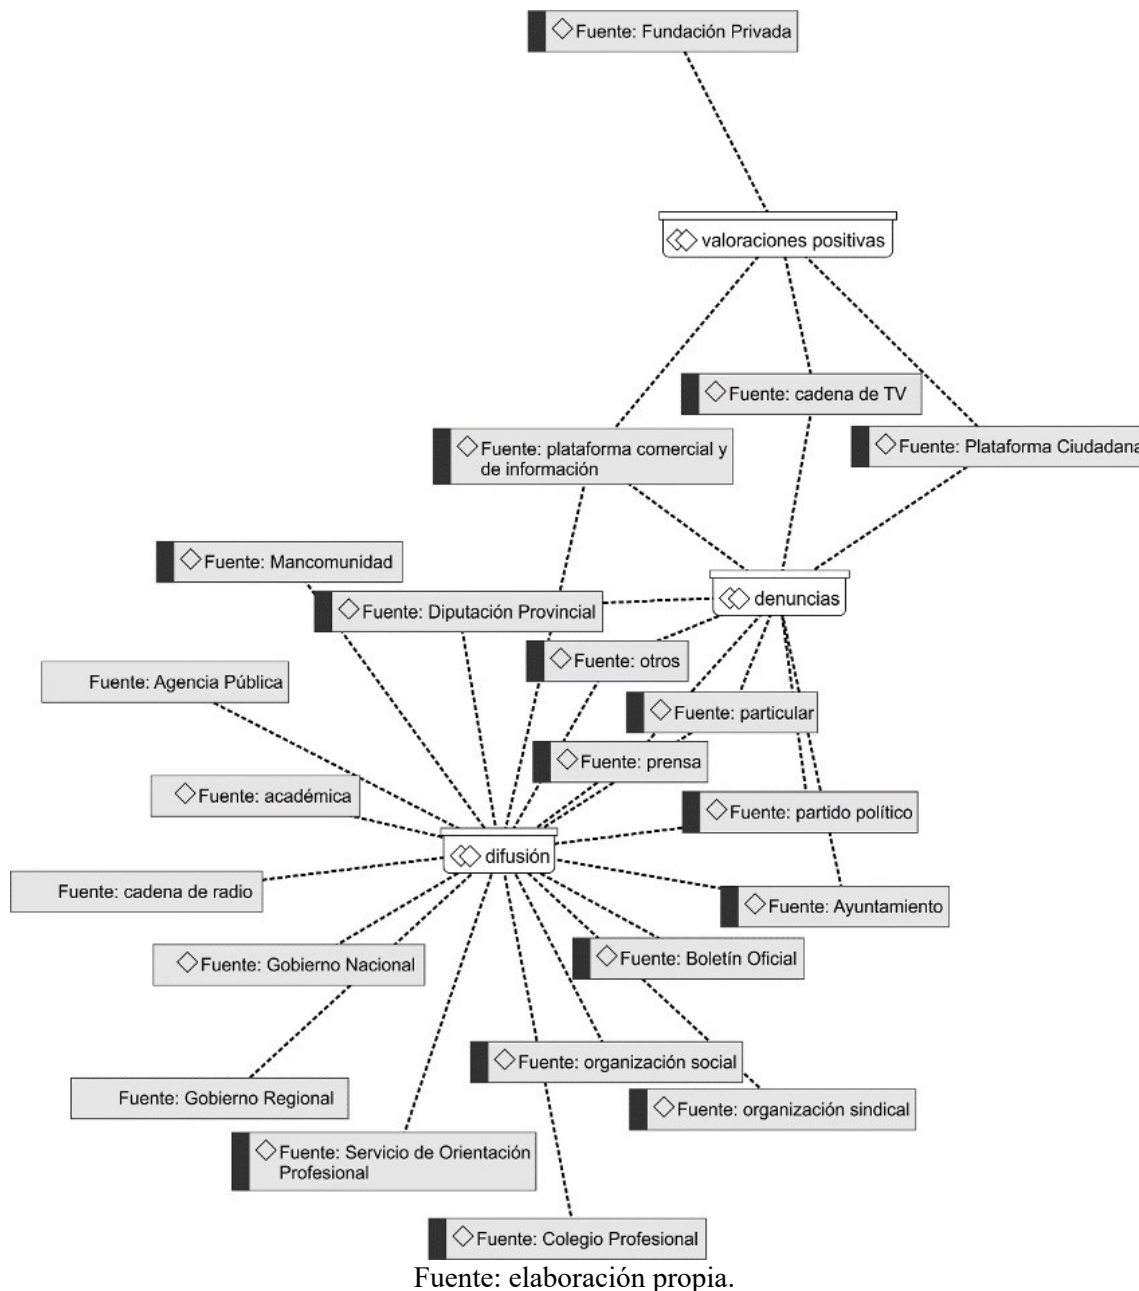 Fuente: Fundación Privada
valoraciones positivas
Fuente: cadena de TV
Fuente: plataforma comercial y
de información
Fuente: Plataforma Ciudadana
Fuente: Mancomunidad
denuncias
Fuente: Diputación Provincial
Fuente: otros
Fuente: Agencia Pública
Fuente: particular
Fuente: prensa
Fuente: académica
Fuente: partido político
difusión
Fuente: cadena de radio
Fuente: Ayuntamiento
Fuente: Gobierno Nacional
Fuente: Boletín Oficial
Fuente: organización social
Fuente: Gobierno Regional
Fuente: organización sindical
Fuente: Servicio de Orientación
Profesional
Fuente: Colegio Profesional
Fuente: elaboración propia.